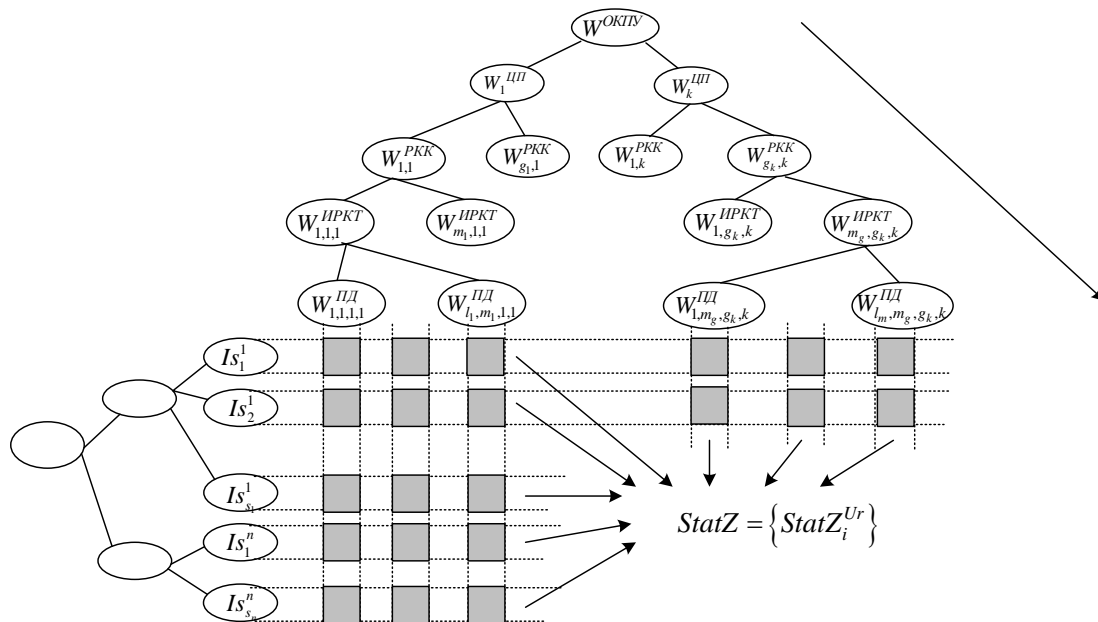 W^{ОКПУ}
W_1^{ЦП} W_k^{ЦП}
W_{1,1}^{РКК} W_{g_1,1}^{РКК} W_{1,k}^{РКК} W_{g_k,k}^{РКК}
W_{1,1,1}^{ИРКТ} W_{m_1,1,1}^{ИРКТ} W_{1,g_k,k}^{ИРКТ} W_{m_g,g_k,k}^{ИРКТ}
W_{1,1,1,1}^{ПД} W_{l_1,m_1,1,1}^{ПД} W_{1,m_g,g_k,k}^{ПД} W_{l_m,m_g,g_k,k}^{ПД}
Is_1^1
Is_2^1
Is_{s_1}^1
StatZ = {StatZ_i^{Ur}}
Is_1^n
Is_{s_n}^n